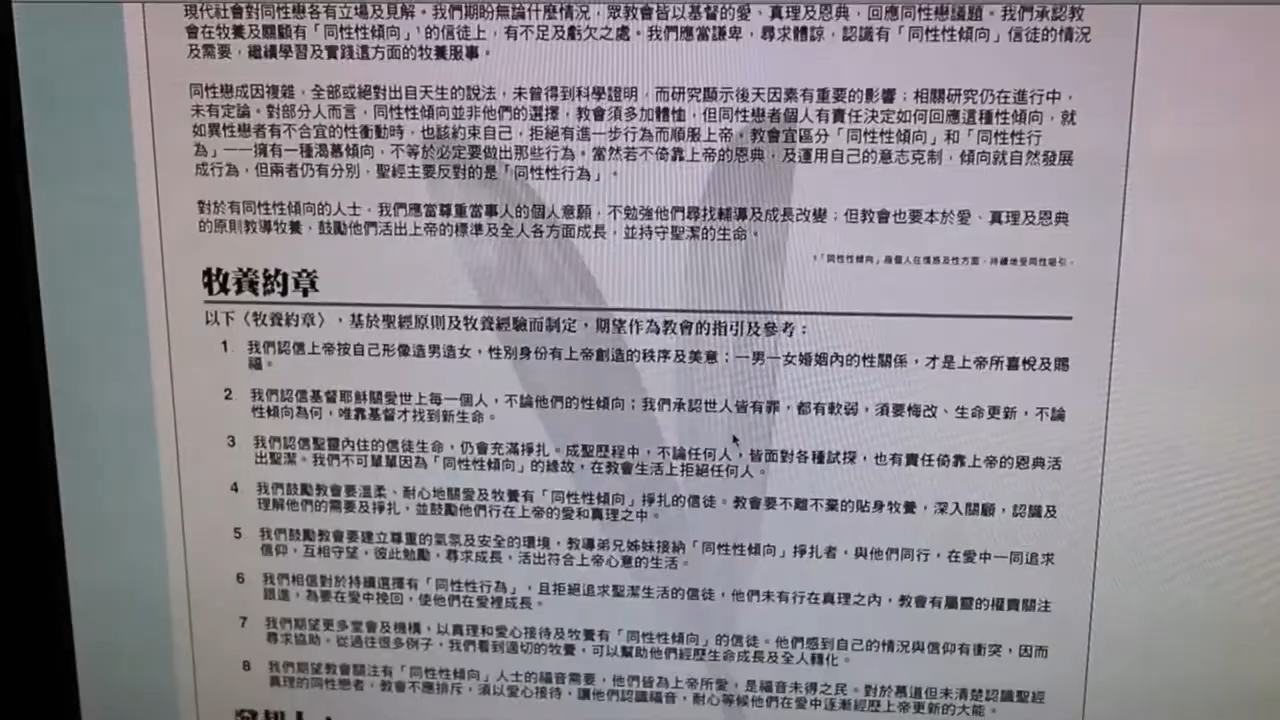 現代社會對同性戀各有立場及見解。我們期盼無論什麼情況，眾教會皆以基督的愛、真理及恩典，回應同性戀議題。我們承認教
會在牧養及關顧有「同性性傾向」¹的信徒上，有不足及虧欠之處。我們應當謙卑，尋求體諒，認識有「同性性傾向」信徒的情況
及需要，繼續學習及實踐這方面的牧養服事。
同性戀成因複雜，全部或絕對出自天生的說法，未曾得到科學證明，而研究顯示後天因素有重要的影響；相關研究仍在進行中，
未有定論。對部分人而言，同性性傾向並非他們的選擇，教會須多加體恤，但同性戀者個人有責任決定如何回應這種性傾向，就
如異性戀者有不合宜的性衝動時，也該約束自己，拒絕有進一步行為而順服上帝。教會宜區分「同性性傾向」和「同性性行
為」——擁有一種渴慕傾向，不等於必定要做出那些行為。當然若不倚靠上帝的恩典，及運用自己的意志克制，傾向就自然發展
成行為，但兩者仍有分別，聖經主要反對的是「同性性行為」。
對於有同性性傾向的人士，我們應當尊重當事人的個人意願，不勉強他們尋找輔導及成長改變；但教會也要本於愛、真理及恩典
的原則教導牧養，鼓勵他們活出上帝的標準及全人各方面成長，並持守聖潔的生命。
¹「同性性傾向」是個人在情感及性方面，持續地受同性吸引。
牧養約章
以下〈牧養約章〉，基於聖經原則及牧養經驗而制定，期望作為教會的指引及參考：
1 我們認信上帝按自己形像造男造女，性別身份有上帝創造的秩序及美意；一男一女婚姻內的性關係，才是上帝所喜悅及賜
福。
2 我們認信基督耶穌關愛世上每一個人，不論他們的性傾向；我們承認世人皆有罪，都有軟弱，須要悔改、生命更新，不論
性傾向為何，唯靠基督才找到新生命。
3 我們認信聖靈內住的信徒生命，仍會充滿掙扎。成聖歷程中，不論任何人，皆面對各種試探，也有責任倚靠上帝的恩典活
出聖潔。我們不可單單因為「同性性傾向」的緣故，在教會生活上拒絕任何人。
4 我們鼓勵教會要溫柔、耐心地關愛及牧養有「同性性傾向」掙扎的信徒。教會要不離不棄的貼身牧養，深入關顧，認識及
理解他們的需要及掙扎，並鼓勵他們行在上帝的愛和真理之中。
5 我們鼓勵教會要建立尊重的氣氛及安全的環境，教導弟兄姊妹接納「同性性傾向」掙扎者，與他們同行，在愛中一同追求
信仰，互相守望，彼此勉勵，尋求成長，活出符合上帝心意的生活。
6 我們相信對於持續選擇有「同性性行為」，且拒絕追求聖潔生活的信徒，他們未有行在真理之內，教會有屬靈的權責關注
跟進，為要在愛中挽回，使他們在愛裡成長。
7 我們期望更多堂會及機構，以真理和愛心接待及牧養有「同性性傾向」的信徒。他們感到自己的情況與信仰有衝突，因而
尋求協助。從過往很多例子，我們看到適切的牧養，可以幫助他們經歷生命成長及全人轉化。
8 我們期望教會關注有「同性性傾向」人士的福音需要，他們皆為上帝所愛，是福音未得之民。對於慕道但未清楚認識聖經
真理的同性戀者，教會不應排斥，須以愛心接待，讓他們認識福音，耐心等候他們在愛中逐漸經歷上帝更新的大能。